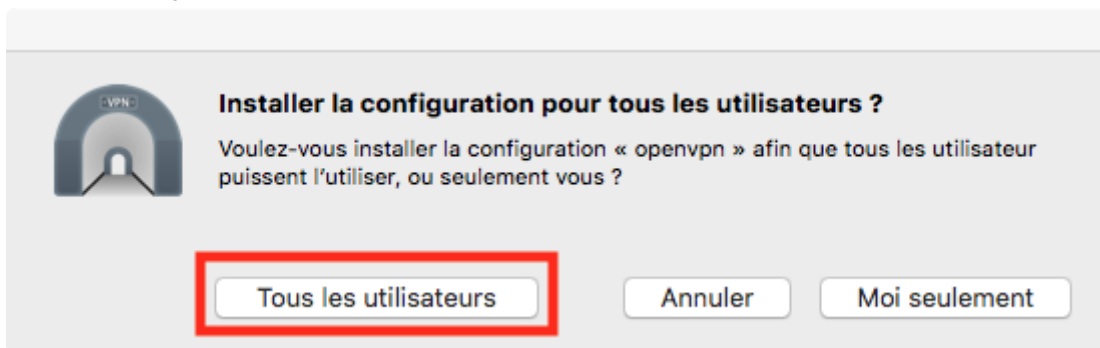 VPN
Installer la configuration pour tous les utilisateurs ?
Voulez-vous installer la configuration « openvpn » afin que tous les utilisateur
puissent l'utiliser, ou seulement vous ?
Tous les utilisateurs
Annuler
Moi seulement